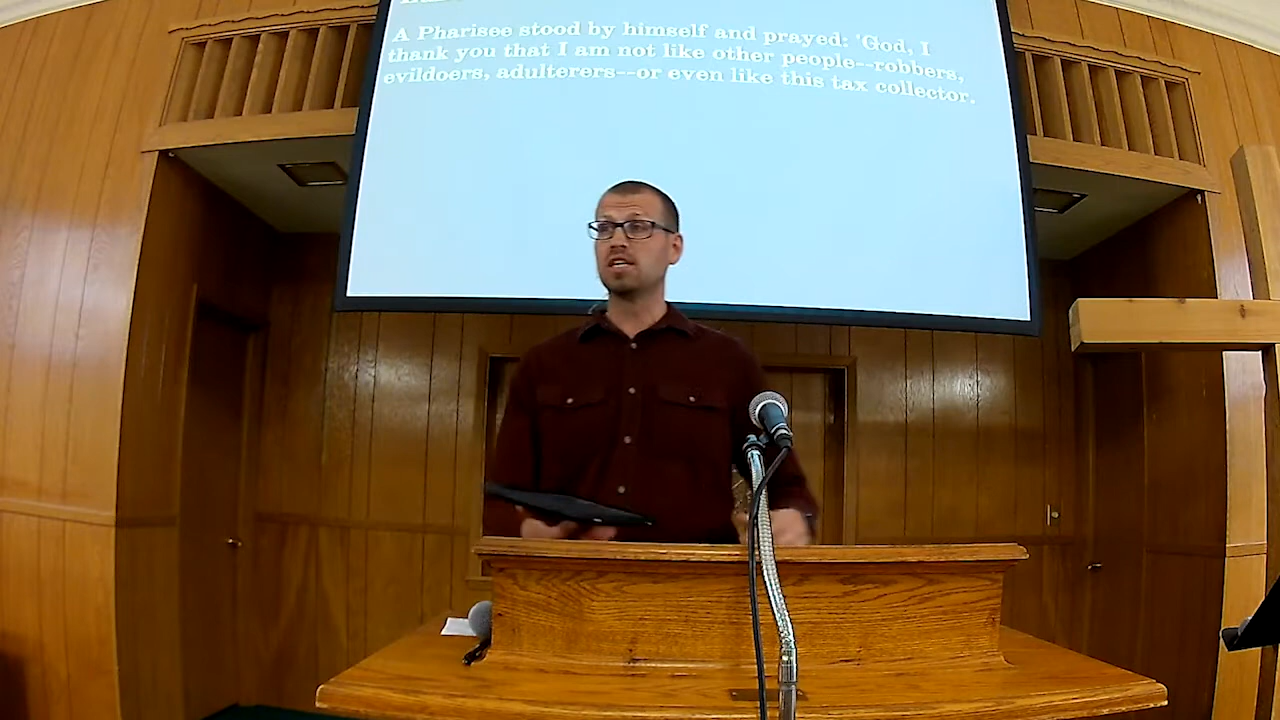 A Pharisee stood by himself and prayed: 'God, I
thank you that I am not like other people--robbers,
evildoers, adulterers--or even like this tax collector.